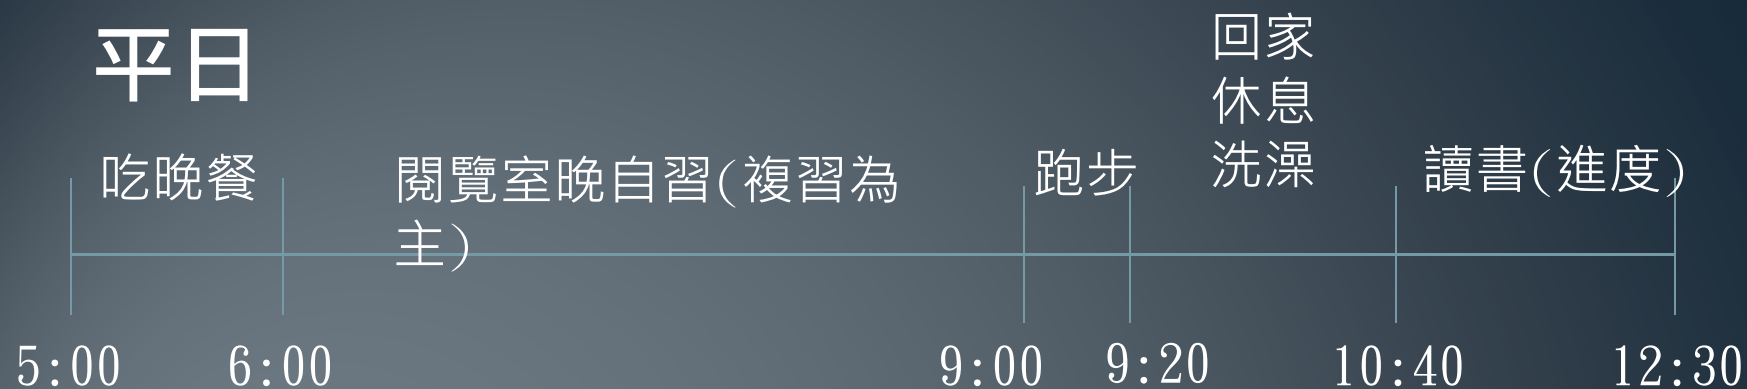 平日
吃晚餐
閱覽室晚自習(複習為
主)
跑步
回家
休息
洗澡
讀書(進度)
5:00
6:00
9:00
9:20
10:40
12:30